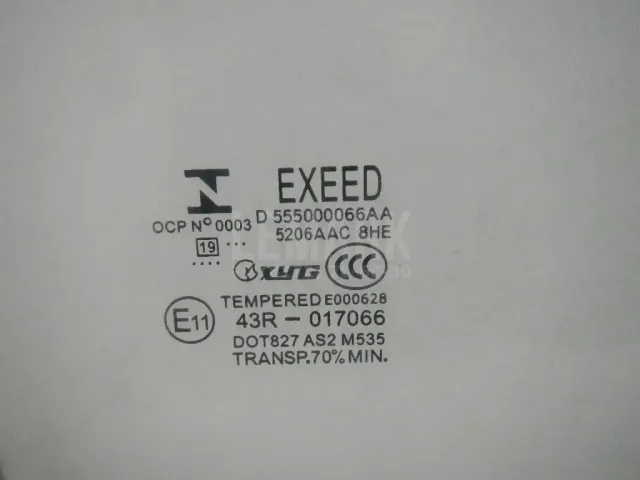 EXEED
OCP Nº 0003
D 555000066AA
5206AAC 8HE
19
XYG
CCC
TEMPERED E000628
E11
43R - 017066
DOT827 AS2 M535
TRANSP.70% MIN.